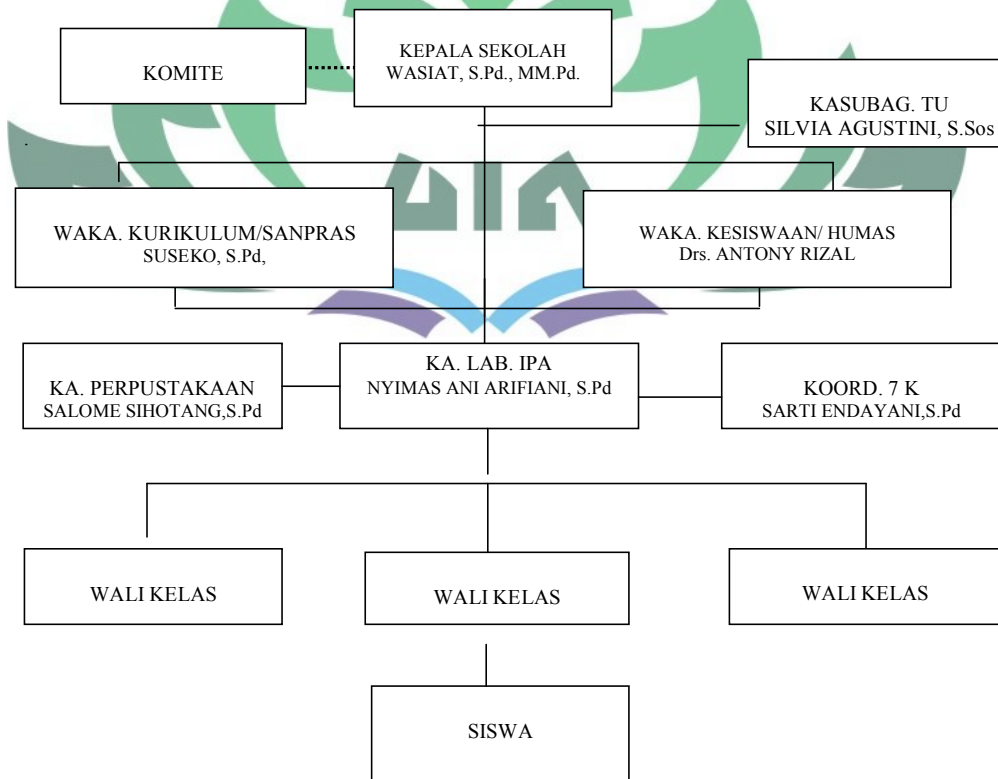 KOMITE
KEPALA SEKOLAH
WASIAT, S.Pd., MM.Pd.
KASUBAG. TU
SILVIA AGUSTINI, S.Sos
UIN
WAKA. KURIKULUM/SANPRAS
SUSEKO, S.Pd,
WAKA. KESISWAAN/ HUMAS
Drs. ANTONY RIZAL
KA. PERPUSTAKAAN
SALOME SIHOTANG,S.Pd
KA. LAB. IPA
NYIMAS ANI ARIFIANI, S.Pd
KOORD. 7 K
SARTI ENDAYANI,S.Pd
WALI KELAS
WALI KELAS
WALI KELAS
SISWA